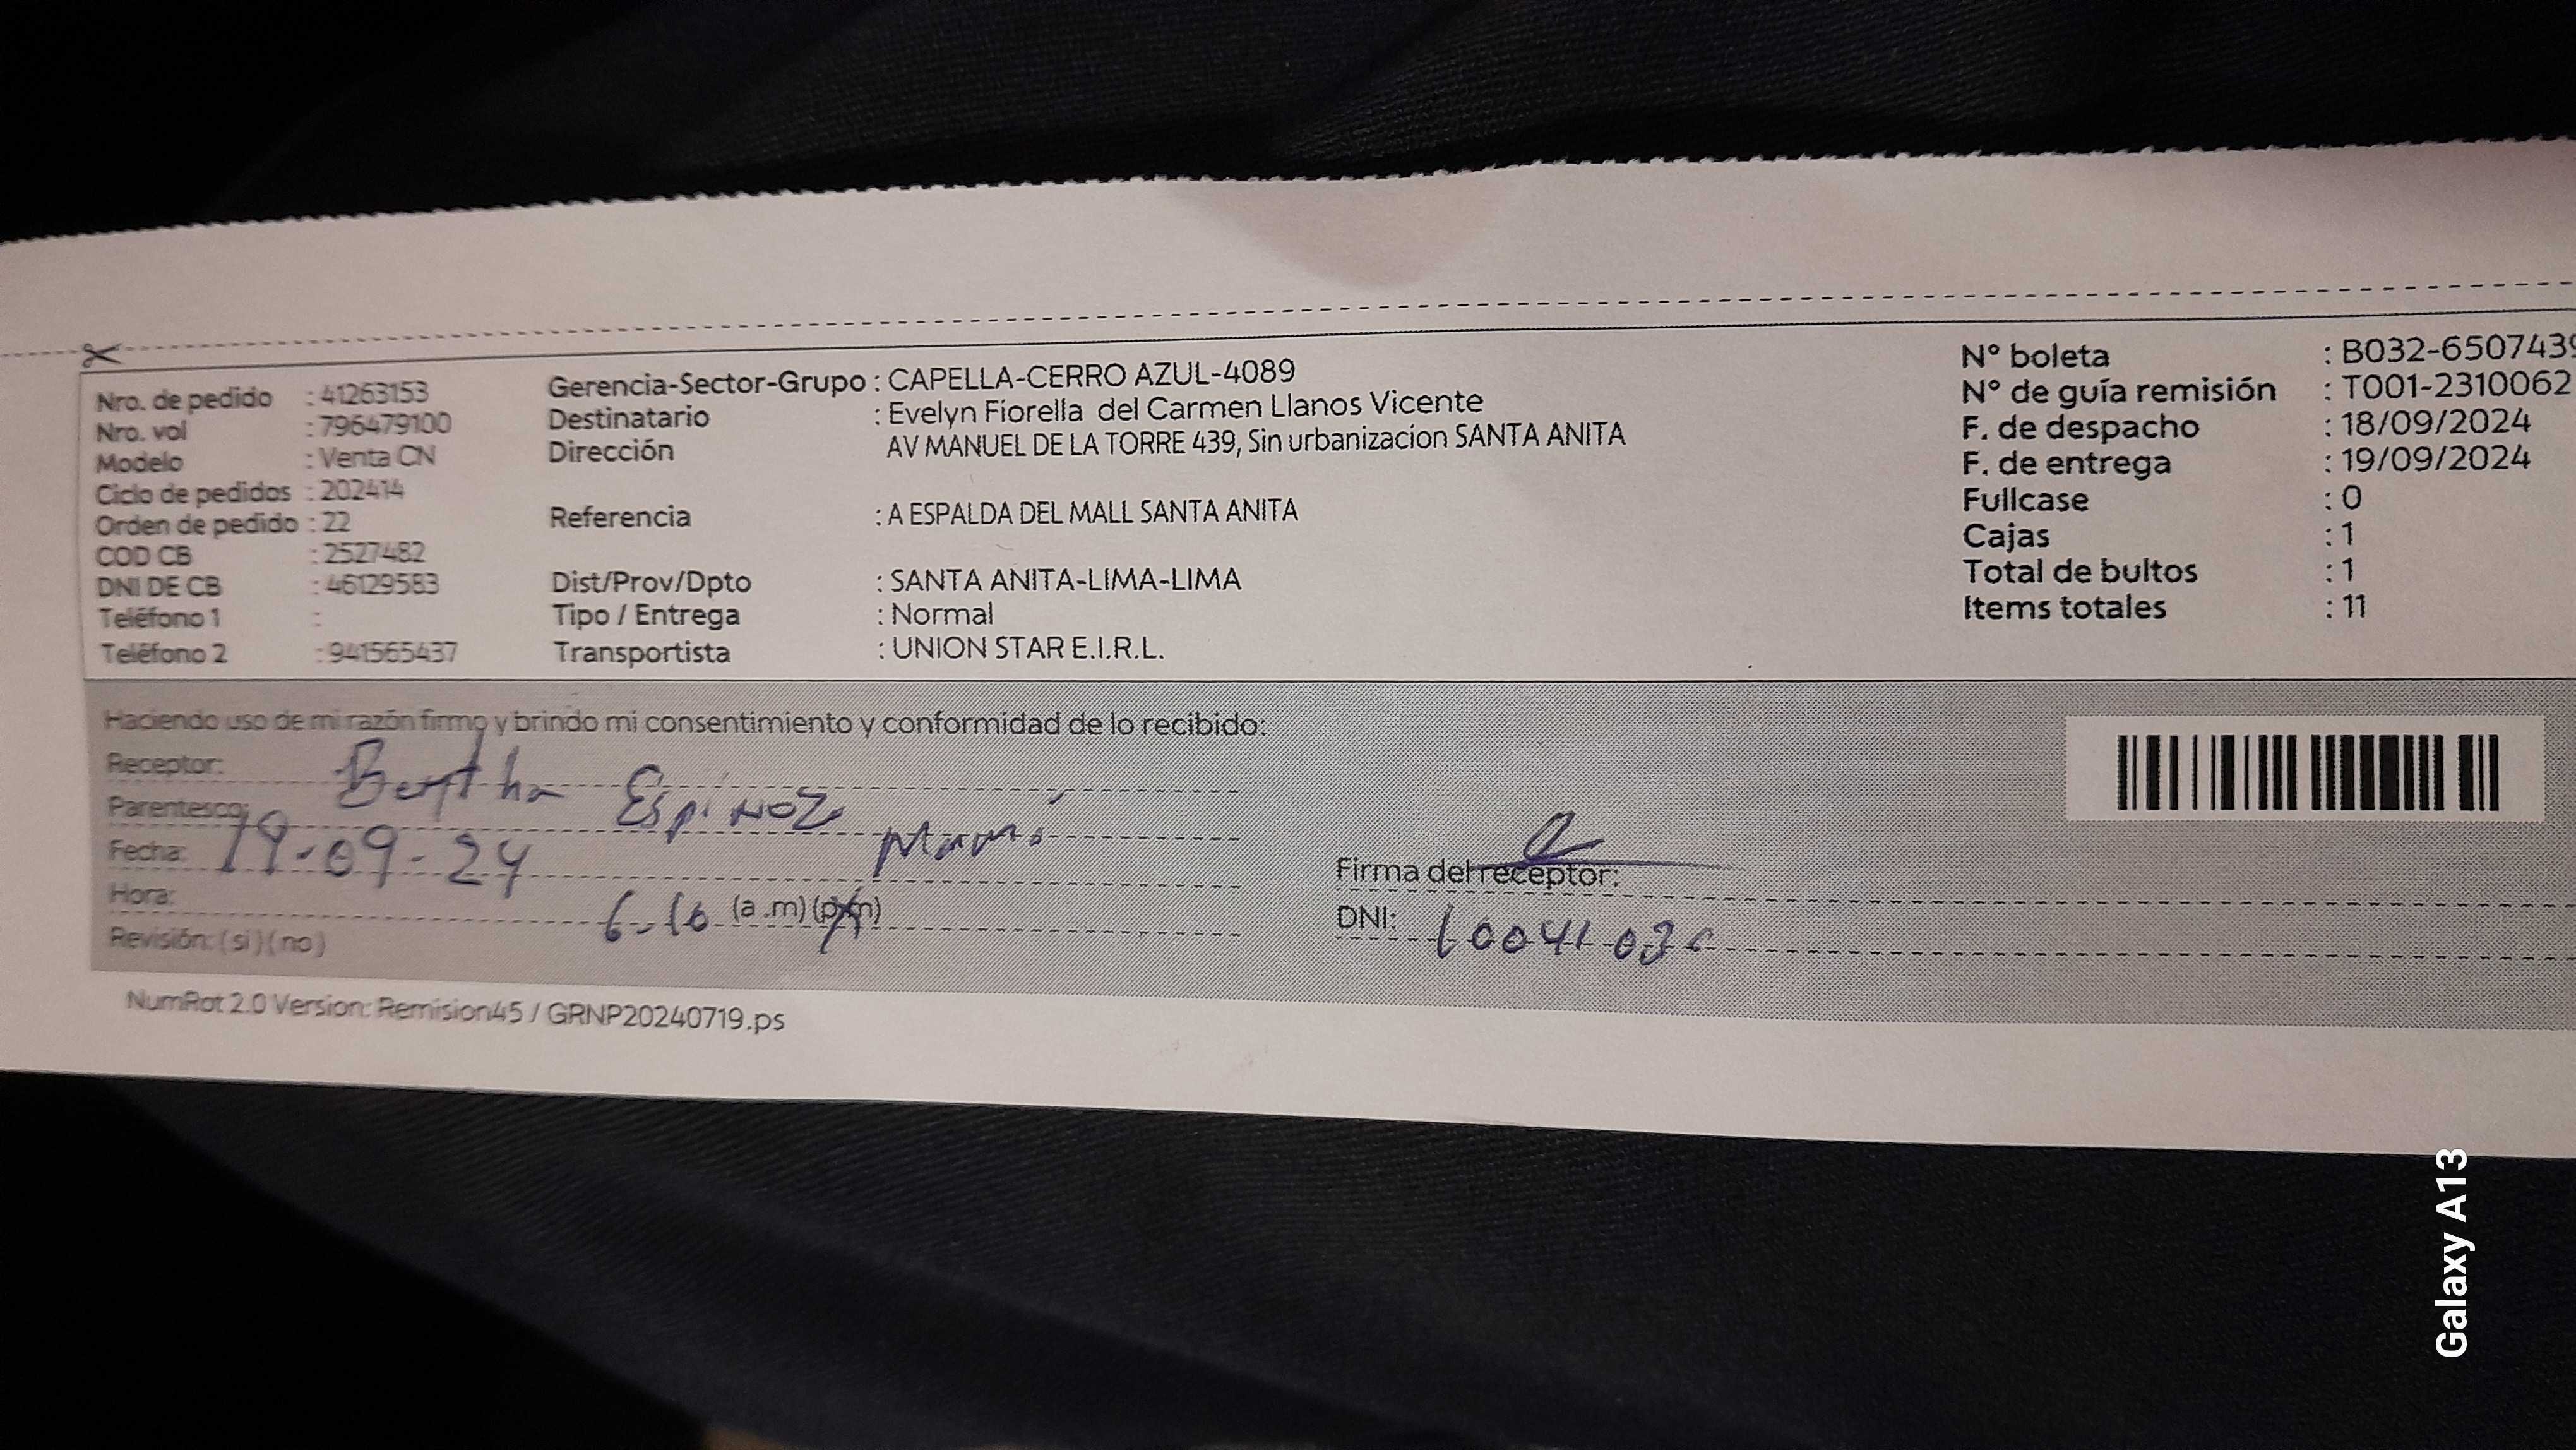 Nro. de pedido : 41263153
Nro. vol : 796479100
Modelo : Venta CN
Ciclo de pedidos : 202414
Orden de pedido : 22
COD CB : 2527482
DNI DE CB : 46129583
Teléfono 1 :
Teléfono 2 : 941565437
Gerencia-Sector-Grupo : CAPELLA-CERRO AZUL-4089
Destinatario : Evelyn Fiorella del Carmen Llanos Vicente
Dirección AV MANUEL DE LA TORRE 439, Sin urbanizacion SANTA ANITA
Referencia : A ESPALDA DEL MALL SANTA ANITA
Dist/Prov/Dpto : SANTA ANITA-LIMA-LIMA
Tipo / Entrega : Normal
Transportista : UNION STAR E.I.R.L.
N° boleta : B032-6507439
N° de guía remisión : T001-2310062
F. de despacho : 18/09/2024
F. de entrega : 19/09/2024
Fullcase : 0
Cajas : 1
Total de bultos : 1
Items totales : 11
Haciendo uso de mi razón firmo y brindo mi consentimiento y conformidad de lo recibido:
Receptor: Bertha Espinoza
Parentesco: Mamá
Fecha: 19-09-24
Hora: 6-16 (a .m) (p.m)
Revisión: (si) (no)
Firma del receptor:
DNI:
NumRot 2.0 Version: Remision45 / GRNP20240719.ps
Galaxy A13